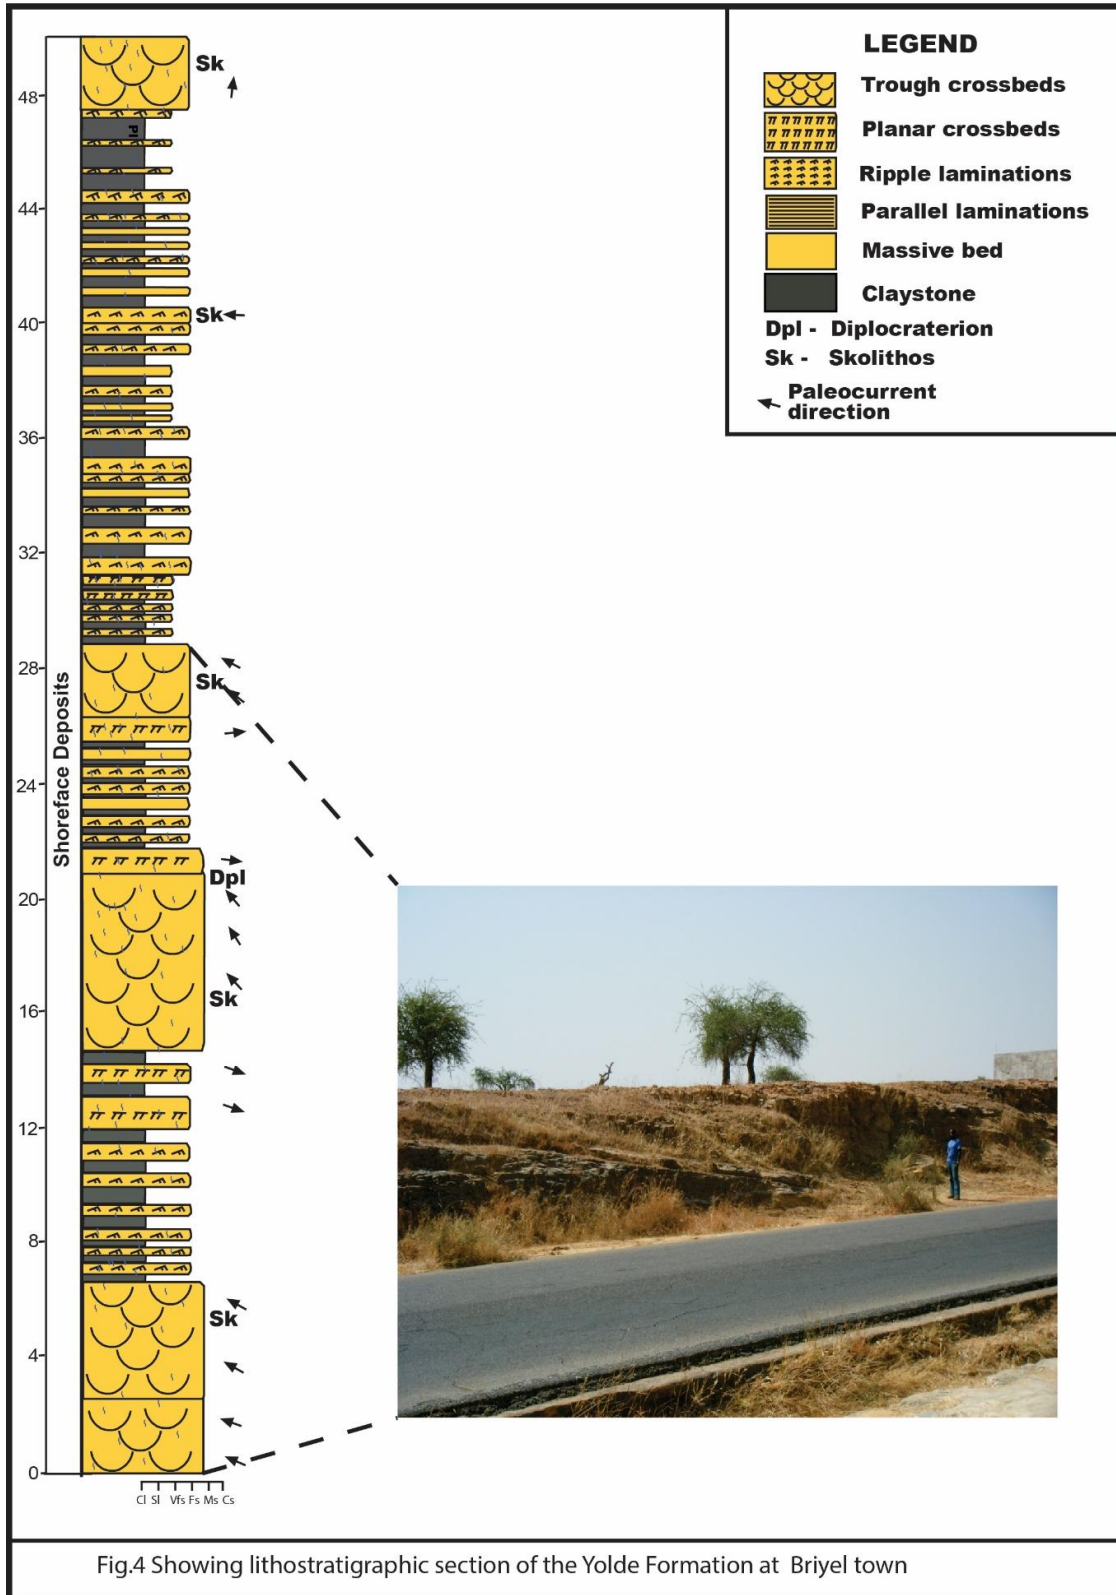 LEGEND
Trough crossbeds
Planar crossbeds
Ripple laminations
Parallel laminations
Massive bed
Claystone
Dpl - Diplocraterion
Sk - Skolithos
Paleocurrent
direction
Sk
48
Pl
44
Sk
40
36
32
28
Sk
Shoreface Deposits
24
Dpl
20
Sk
16
12
8
Sk
4
0
Cl Sl Vfs Fs Ms Cs
Fig.4 Showing lithostratigraphic section of the Yolde Formation at Briyel town